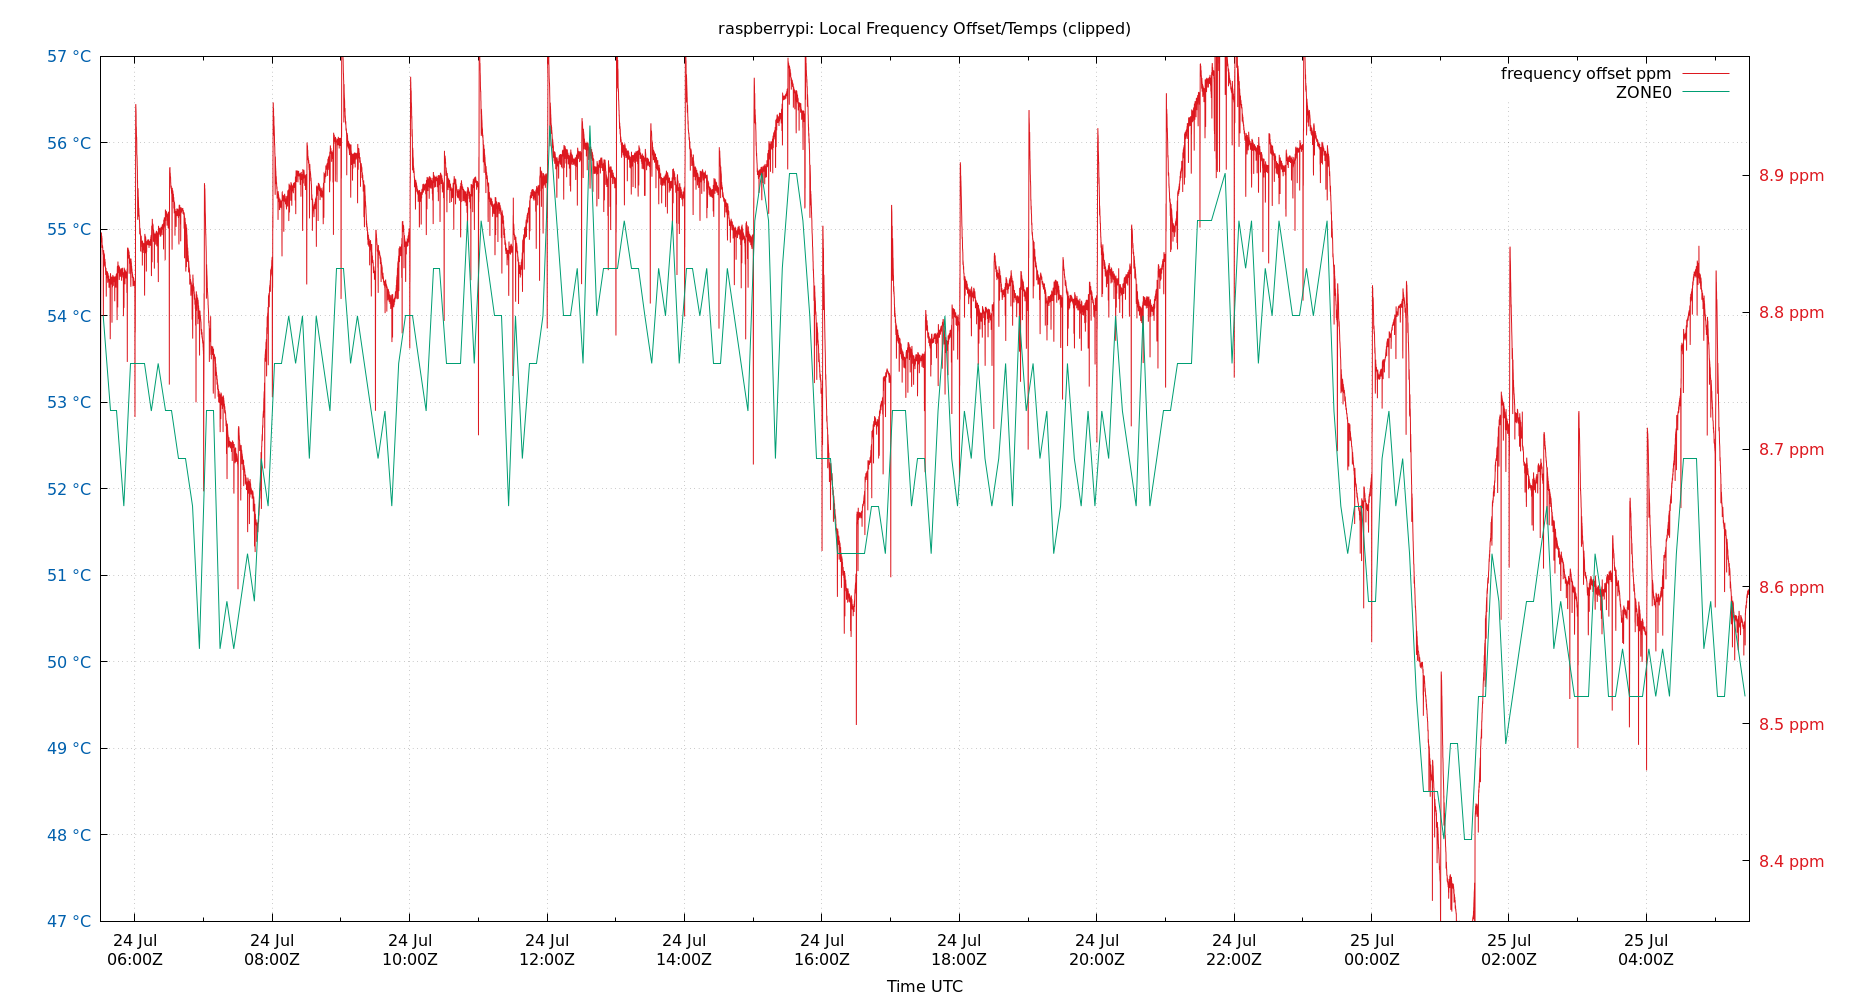 raspberrypi: Local Frequency Offset/Temps (clipped)
57 °C
56 °C
55 °C
54 °C
53 °C
52 °C
51 °C
50 °C
49 °C
48 °C
47 °C
frequency offset ppm
ZONE0
8.9 ppm
8.8 ppm
8.7 ppm
8.6 ppm
8.5 ppm
8.4 ppm
24 Jul 24 Jul 24 Jul 24 Jul 24 Jul 24 Jul 24 Jul 24 Jul 24 Jul 25 Jul 25 Jul 25 Jul
06:00Z 08:00Z 10:00Z 12:00Z 14:00Z 16:00Z 18:00Z 20:00Z 22:00Z 00:00Z 02:00Z 04:00Z
Time UTC